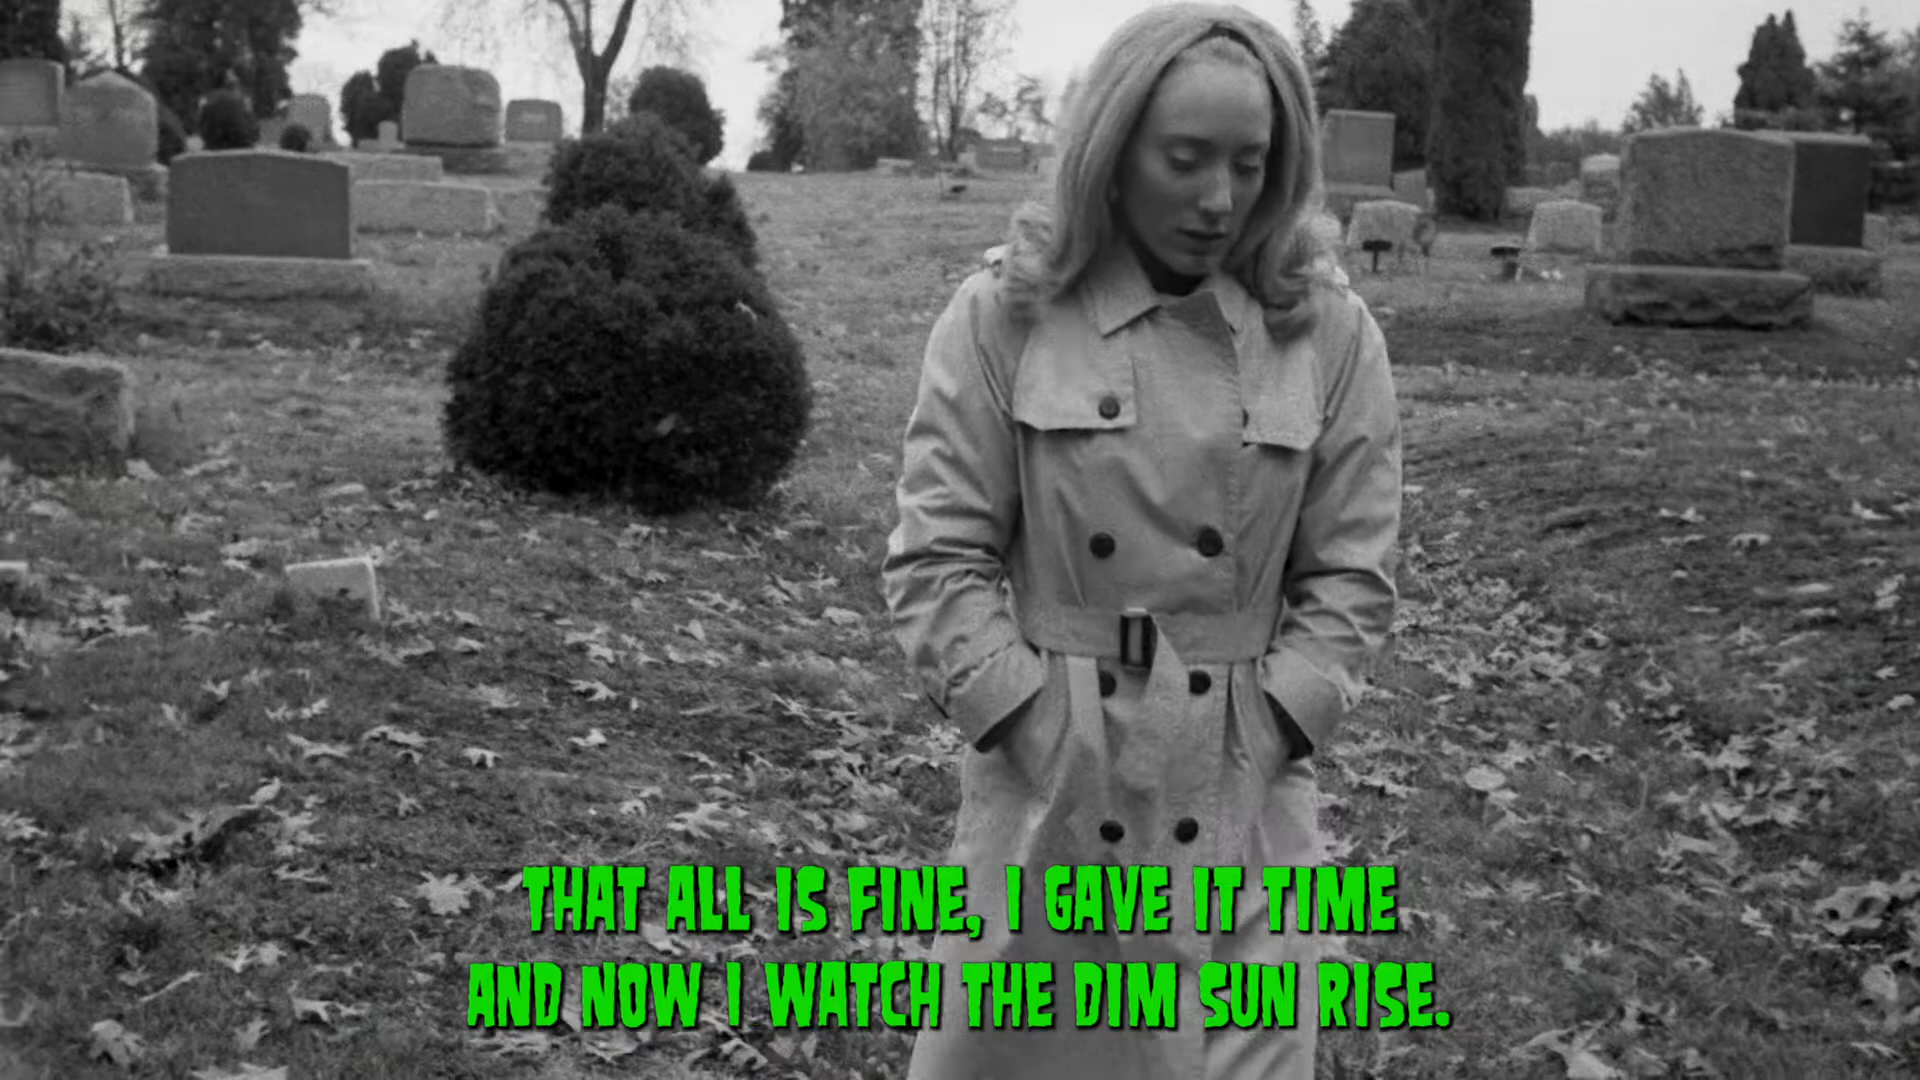 THAT ALL IS FINE, I GAVE IT TIME
AND NOW I WATCH THE DIM SUN RISE.